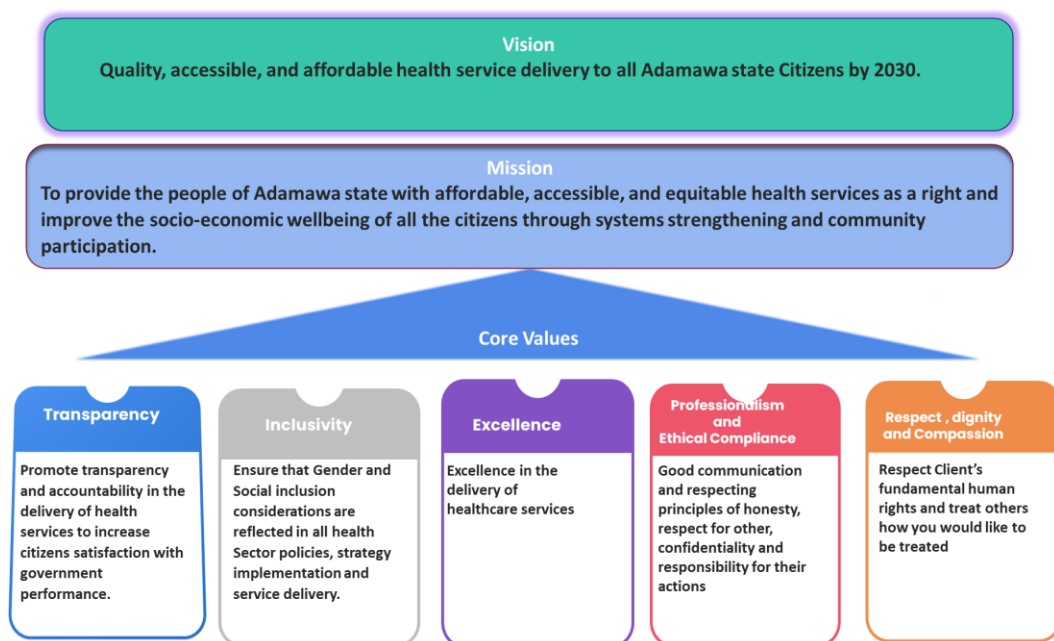 Vision
Quality, accessible, and affordable health service delivery to all Adamawa state Citizens by 2030.
Mission
To provide the people of Adamawa state with affordable, accessible, and equitable health services as a right and
improve the socio-economic wellbeing of all the citizens through systems strengthening and community
participation.
Core Values
Transparency
Promote transparency
and accountability in the
delivery of health
services to increase
citizens satisfaction with
government
performance.
Inclusivity
Ensure that Gender and
Social inclusion
considerations are
reflected in all health
Sector policies, strategy
implementation and
service delivery.
Excellence
Excellence in the
delivery of
healthcare services
Professionalism
and
Ethical Compliance
Good communication
and respecting
principles of honesty,
respect for other,
confidentiality and
responsibility for their
actions
Respect , dignity
and Compassion
Respect Client's
fundamental human
rights and treat others
how you would like to
be treated